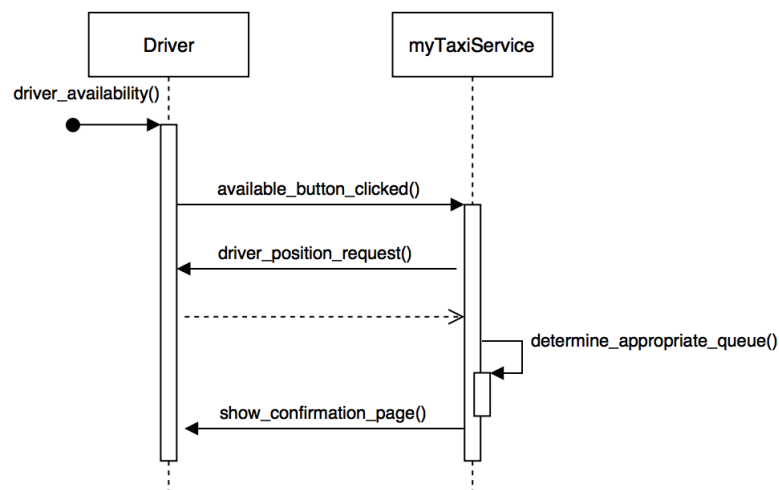 Driver
myTaxiService
driver_availability()
available_button_clicked()
driver_position_request()
determine_appropriate_queue()
show_confirmation_page()